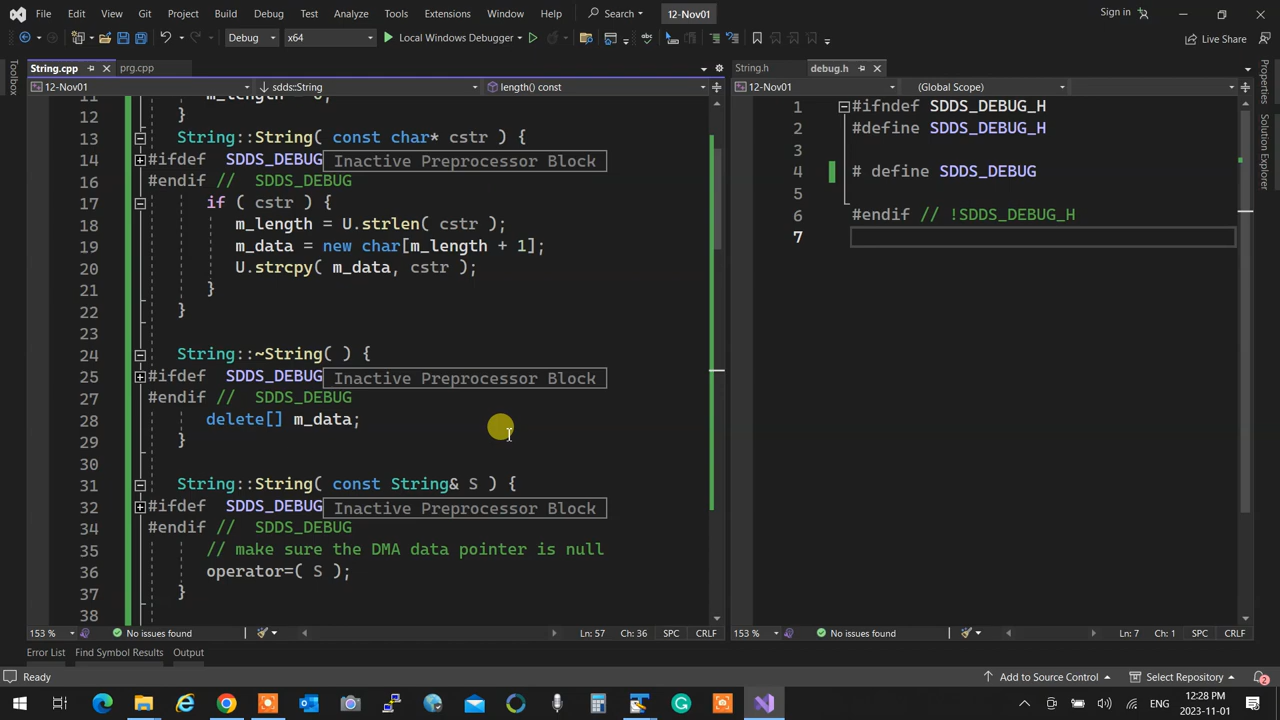 File Edit View Git Project Build Debug Test Analyze Tools Extensions Window Help Search 12-Nov01 Sign in
Debug x64 Local Windows Debugger Live Share
String.cpp prg.cpp
12-Nov01 sdds::String length() const
12 }
13 String::String( const char* cstr ) {
14 #ifdef SDDS_DEBUG Inactive Preprocessor Block
16 #endif // SDDS_DEBUG
17 if ( cstr ) {
18 m_length = U.strlen( cstr );
19 m_data = new char[m_length + 1];
20 U.strcpy( m_data, cstr );
21 }
22 }
23
24 String::~String( ) {
25 #ifdef SDDS_DEBUG Inactive Preprocessor Block
27 #endif // SDDS_DEBUG
28 delete[] m_data;
29 }
30
31 String::String( const String& S ) {
32 #ifdef SDDS_DEBUG Inactive Preprocessor Block
34 #endif // SDDS_DEBUG
35 // make sure the DMA data pointer is null
36 operator=( S );
37 }
38
153 % No issues found Ln: 57 Ch: 36 SPC CRLF
String.h debug.h
12-Nov01 (Global Scope)
1 #ifndef SDDS_DEBUG_H
2 #define SDDS_DEBUG_H
3
4 # define SDDS_DEBUG
5
6 #endif // !SDDS_DEBUG_H
7
153 % No issues found Ln: 7 Ch: 1 SPC CRLF
Toolbox
Properties
Solution Explorer
Error List Find Symbol Results Output
Ready Add to Source Control Select Repository 2
ENG 12:28 PM 2023-11-01